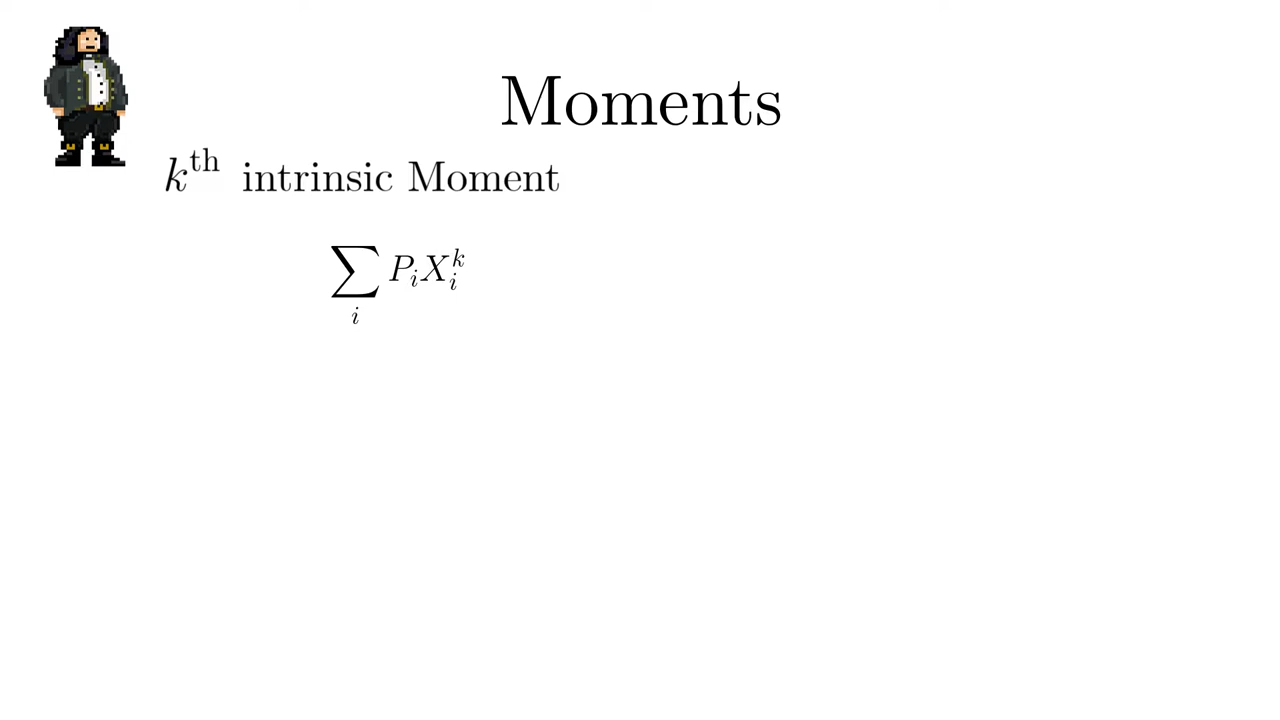 Moments
k^th intrinsic Moment
∑_i P_i X_i^k